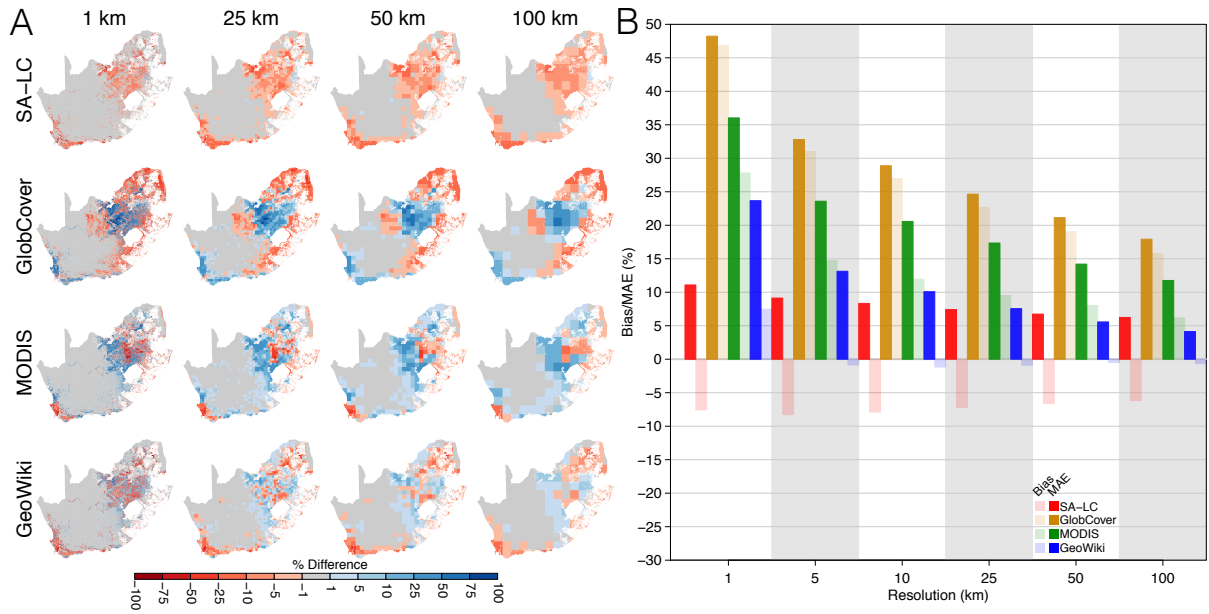 A
1 km 25 km 50 km 100 km
SA−LC
GlobCover
MODIS
GeoWiki
% Difference
−100 −75 −50 −25 −10 −5 −1 1 5 10 25 50 75 100
B
Bias/MAE (%)
50
45
40
35
30
25
20
15
10
5
0
−5
−10
−15
−20
−25
−30
Bias MAE
SA−LC
GlobCover
MODIS
GeoWiki
1 5 10 25 50 100
Resolution (km)